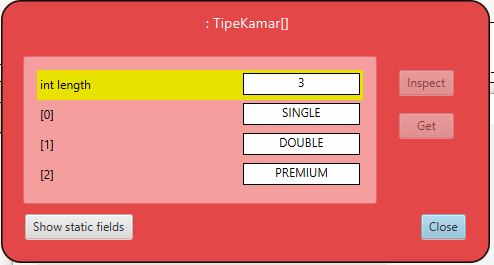 : TipeKamar[]
int length 3
Inspect
[0] SINGLE
Get
[1] DOUBLE
[2] PREMIUM
Show static fields
Close